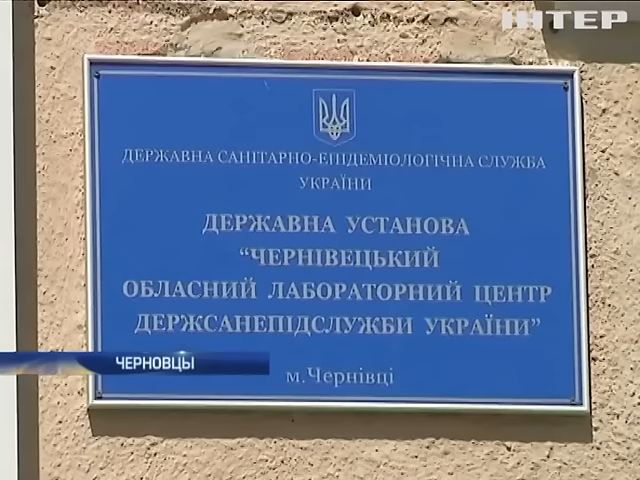 ІНТЕР
ДЕРЖАВНА САНІТАРНО-ЕПІДЕМІОЛОГІЧНА СЛУЖБА
УКРАЇНИ
ДЕРЖАВНА УСТАНОВА
“ЧЕРНІВЕЦЬКИЙ
ОБЛАСНИЙ ЛАБОРАТОРНИЙ ЦЕНТР
ДЕРЖСАНЕПІДСЛУЖБИ УКРАЇНИ”
ЧЕРНОВЦЫ
м.Чернівці